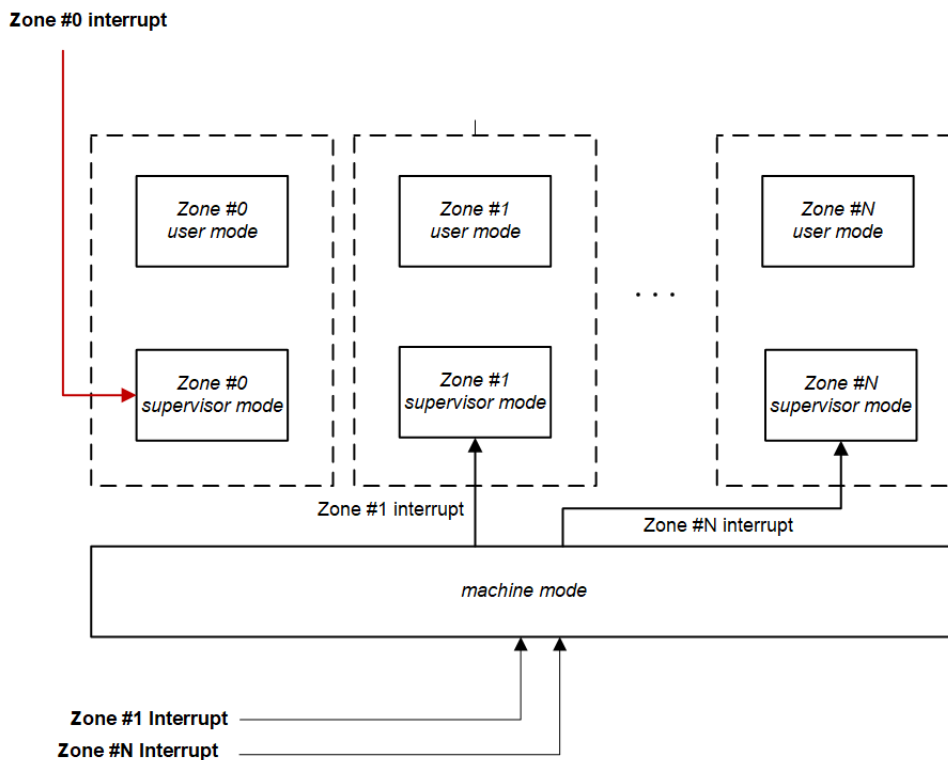 Zone #0 interrupt
Zone #0
user mode
Zone #1
user mode
Zone #N
user mode
. . .
Zone #0
supervisor mode
Zone #1
supervisor mode
Zone #N
supervisor mode
Zone #1 interrupt
Zone #N interrupt
machine mode
Zone #1 Interrupt
Zone #N Interrupt